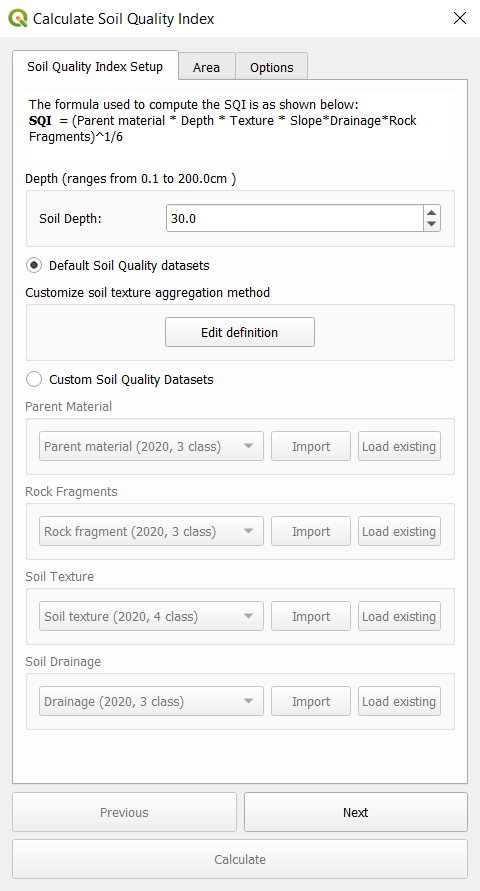 Calculate Soil Quality Index
Soil Quality Index Setup
Area
Options
The formula used to compute the SQI is as shown below:
SQI = (Parent material * Depth * Texture * Slope*Drainage*Rock
Fragments)^1/6
Depth (ranges from 0.1 to 200.0cm )
Soil Depth:
30.0
Default Soil Quality datasets
Customize soil texture aggregation method
Edit definition
Custom Soil Quality Datasets
Parent Material
Parent material (2020, 3 class)
Import
Load existing
Rock Fragments
Rock fragment (2020, 3 class)
Import
Load existing
Soil Texture
Soil texture (2020, 4 class)
Import
Load existing
Soil Drainage
Drainage (2020, 3 class)
Import
Load existing
Previous
Next
Calculate